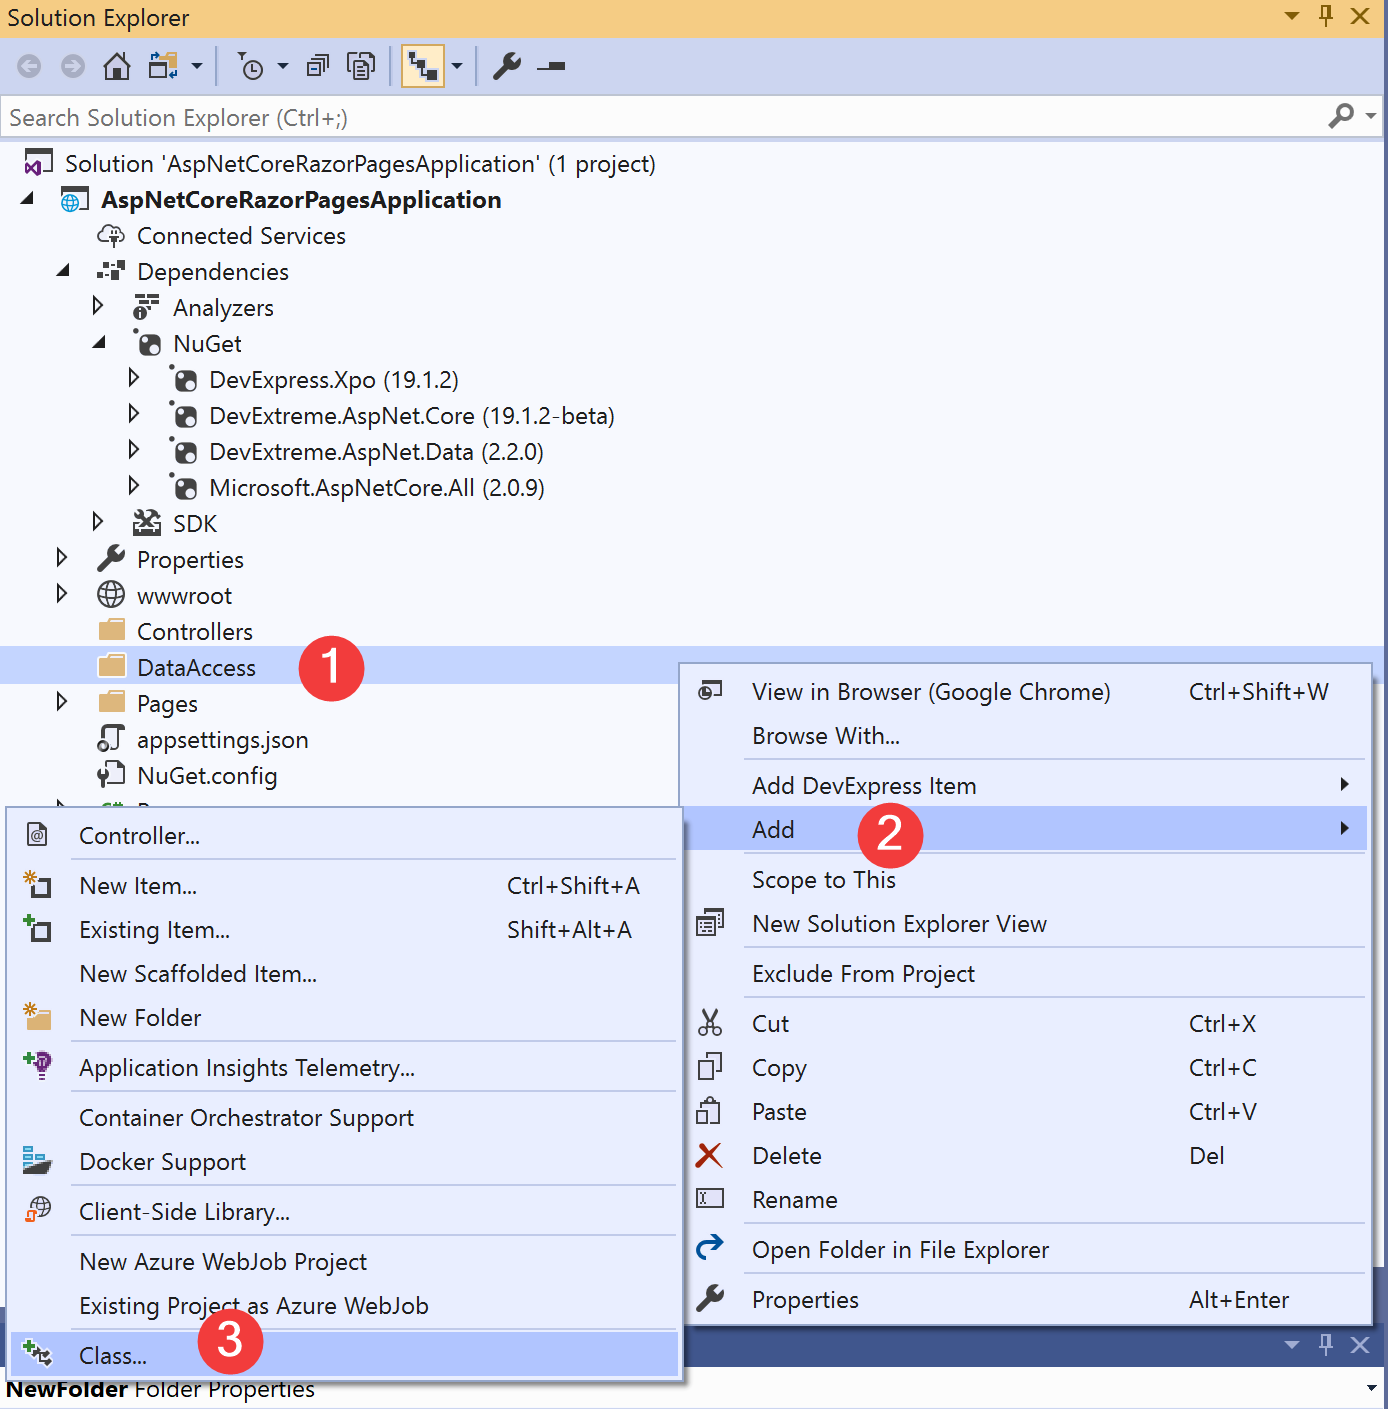 Solution Explorer
Search Solution Explorer (Ctrl+;)
Solution 'AspNetCoreRazorPagesApplication' (1 project)
AspNetCoreRazorPagesApplication
Connected Services
Dependencies
Analyzers
NuGet
DevExpress.Xpo (19.1.2)
DevExtreme.AspNet.Core (19.1.2-beta)
DevExtreme.AspNet.Data (2.2.0)
Microsoft.AspNetCore.All (2.0.9)
SDK
Properties
wwwroot
Controllers
DataAccess 1
Pages
appsettings.json
NuGet.config
View in Browser (Google Chrome) Ctrl+Shift+W
Browse With...
Add DevExpress Item
Add 2
Scope to This
New Solution Explorer View
Exclude From Project
Cut Ctrl+X
Copy Ctrl+C
Paste Ctrl+V
Delete Del
Rename
Open Folder in File Explorer
Properties Alt+Enter
Controller...
New Item... Ctrl+Shift+A
Existing Item... Shift+Alt+A
New Scaffolded Item...
New Folder
Application Insights Telemetry...
Container Orchestrator Support
Docker Support
Client-Side Library...
New Azure WebJob Project
Existing Project as Azure WebJob
Class... 3
NewFolder Folder Properties